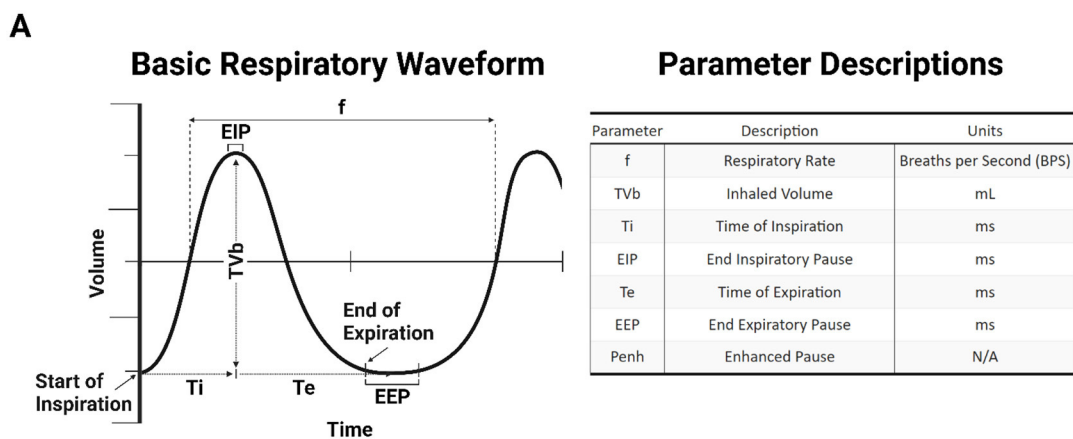 A
Basic Respiratory Waveform
f
EIP
Volume
TVb
End of
Expiration
Start of
Inspiration
Ti
Te
EEP
Time
Parameter Descriptions
Parameter Description Units
f Respiratory Rate Breaths per Second (BPS)
TVb Inhaled Volume mL
Ti Time of Inspiration ms
EIP End Inspiratory Pause ms
Te Time of Expiration ms
EEP End Expiratory Pause ms
Penh Enhanced Pause N/A